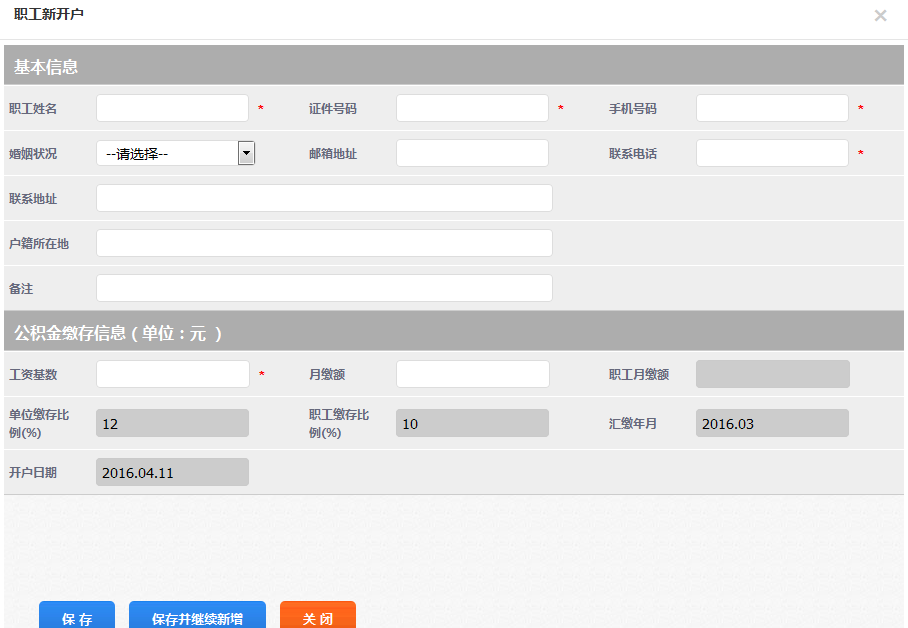 职工新开户
×
基本信息
职工姓名 * 证件号码 * 手机号码 *
婚姻状况 --请选择-- 邮箱地址 联系电话 *
联系地址
户籍所在地
备注
公积金缴存信息（单位：元 ）
工资基数 * 月缴额 职工月缴额
单位缴存比例(%) 12 职工缴存比例(%) 10 汇缴年月 2016.03
开户日期 2016.04.11
保 存 保存并继续新增 关 闭